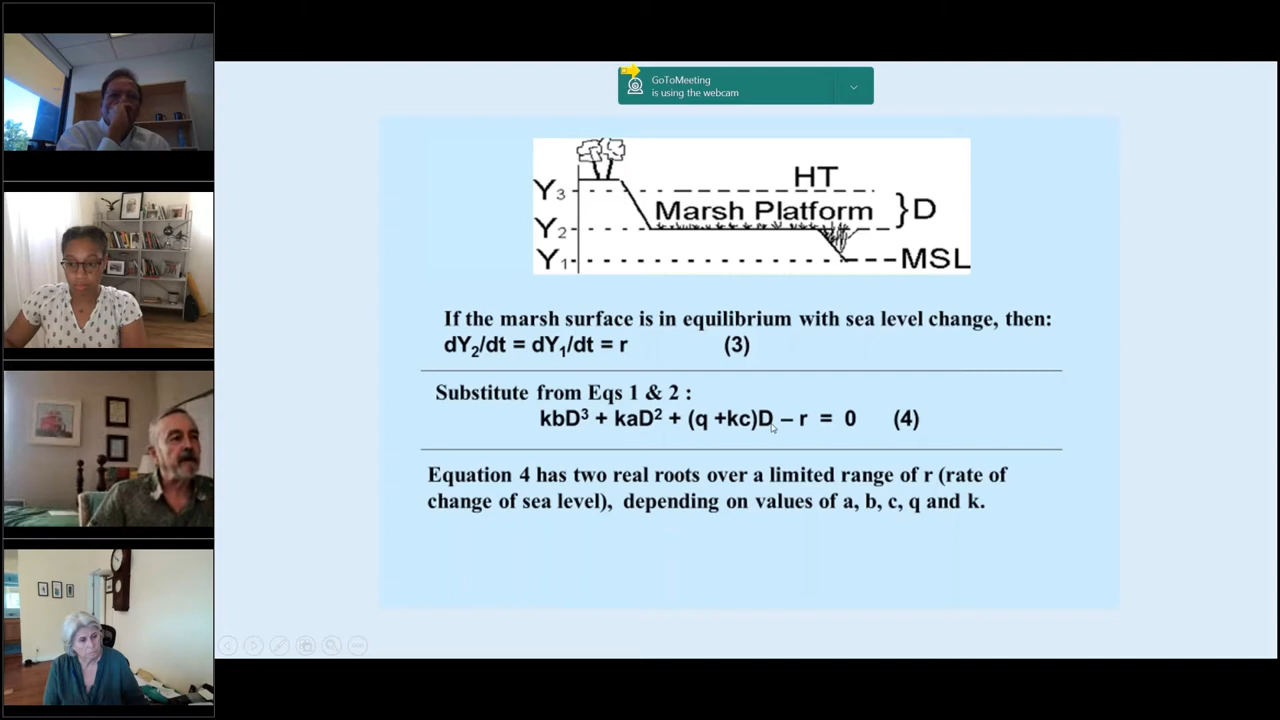 GoToMeeting
is using the webcam
HT
Y3
Marsh Platform } D
Y2
Y1 MSL
If the marsh surface is in equilibrium with sea level change, then:
dY2/dt = dY1/dt = r (3)
Substitute from Eqs 1 & 2 :
kbD³ + kaD² + (q +kc)D – r = 0 (4)
Equation 4 has two real roots over a limited range of r (rate of
change of sea level), depending on values of a, b, c, q and k.